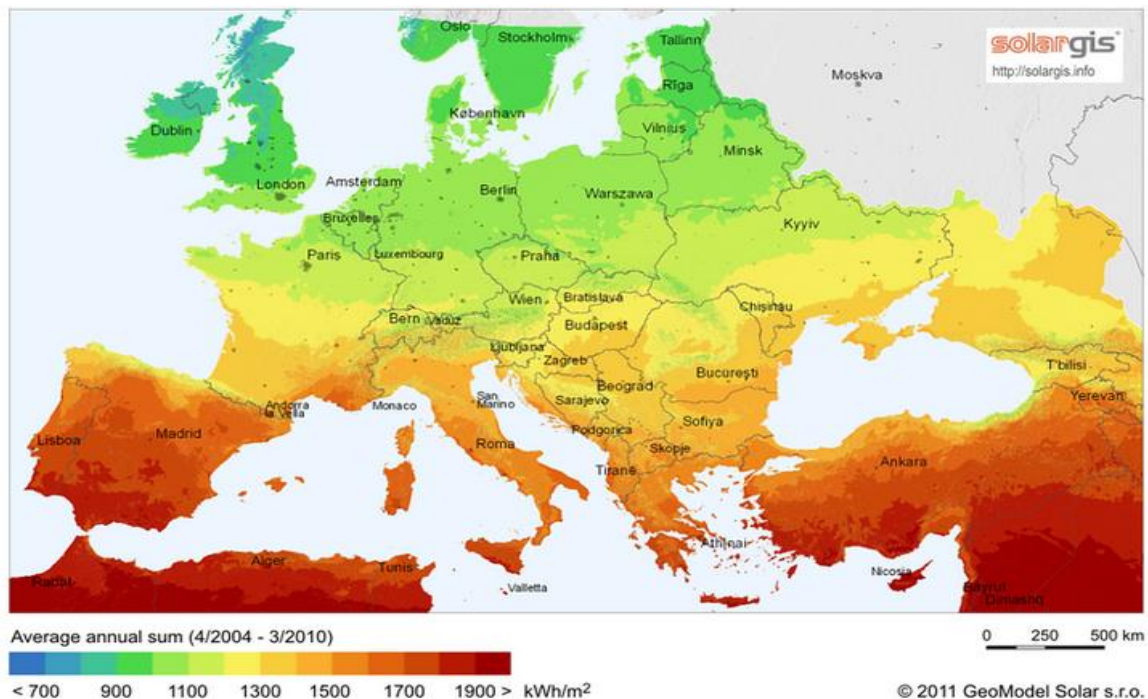 Oslo
Stockholm
Tallinn
solargis
http://solargis.info
Moskva
Rīga
København
Dublin
Vilnius
Minsk
London
Amsterdam
Berlin
Warszawa
Bruxelles
Kyyiv
Paris
Luxembourg
Praha
Wien
Bratislava
Chișinau
Bern
Vaduz
Budapest
Ljubljana
Zagreb
T'bilisi
Beograd
București
Yerevan
San
Marino
Sarajevo
Andorra
la Vella
Monaco
Podgorica
Sofiya
Lisboa
Madrid
Roma
Skopje
Tiranë
Ankara
Athínai
Alger
Tunis
Nicosia
Rabat
Valletta
Bayrut
Dimashq
Average annual sum (4/2004 - 3/2010)
0 250 500 km
< 700 900 1100 1300 1500 1700 1900 > kWh/m²
© 2011 GeoModel Solar s.r.o.